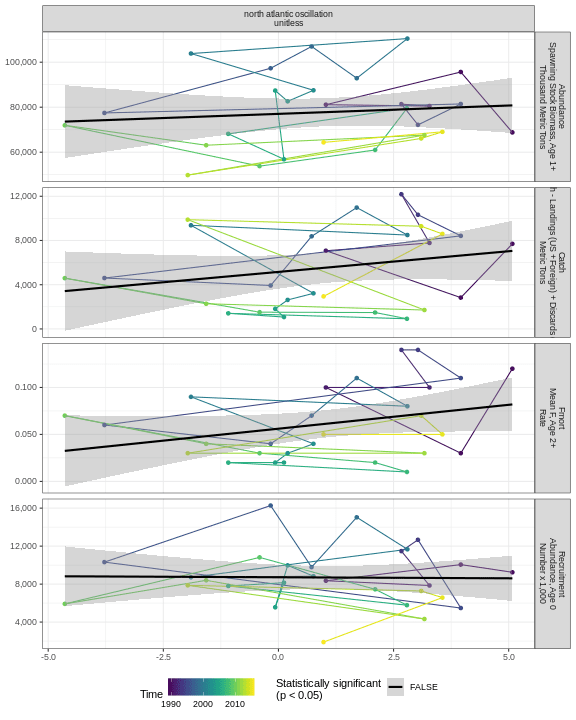 north atlantic oscillation
unitless
100,000
80,000
60,000
Abundance
Spawning Stock Biomass, Age 1+
Thousand Metric Tons
12,000
8,000
4,000
0
Catch
h - Landings (US +Foreign) + Discards
Metric Tons
0.100
0.050
0.000
Fmort
Mean F, Age 2+
Rate
16,000
12,000
8,000
4,000
Recruitment
Abundance, Age 0
Number x 1,000
-5.0 -2.5 0.0 2.5 5.0
Time
1990 2000 2010
Statistically significant
(p < 0.05)
FALSE